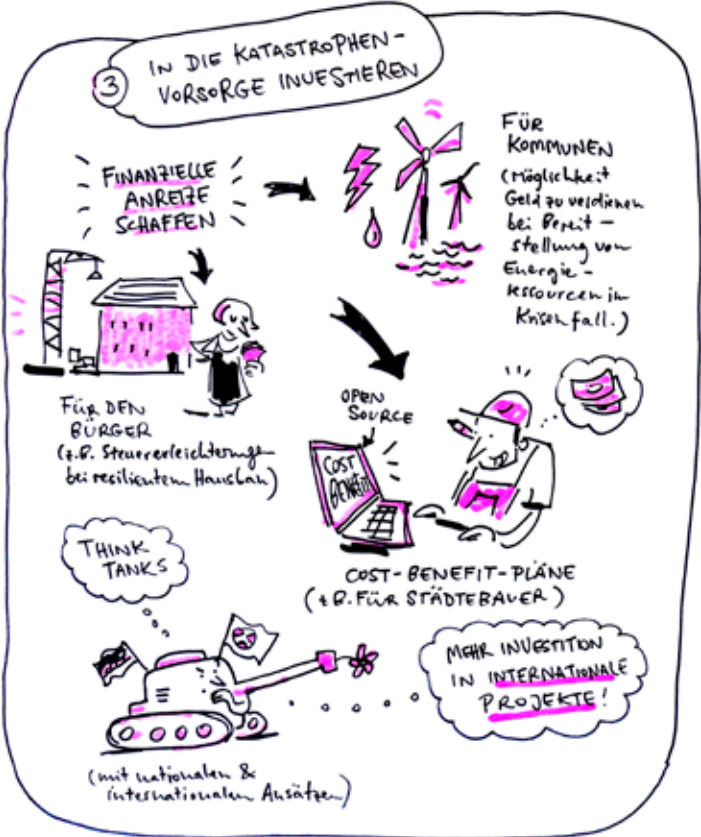 3
IN DIE KATASTROPHEN-
VORSORGE INVESTIEREN
FINANZIELLE
ANREIZE
SCHAFFEN
FÜR
KOMMUNEN
(Möglichkeit
Geld zu verdienen
bei Bereit-
stellung von
Energie-
ressourcen im
Krisenfall.)
FÜR DEN
BÜRGER
(z.B. Steuererleichterungen
bei resilientem Hausbau)
OPEN
SOURCE
COST
BENEFIT
COST-BENEFIT-PLÄNE
(z.B. FÜR STÄDTEBAUER)
THINK
TANKS
MEHR INVESTITION
IN INTERNATIONALE
PROJEKTE!
(mit nationalen &
internationalen Ansätzen)